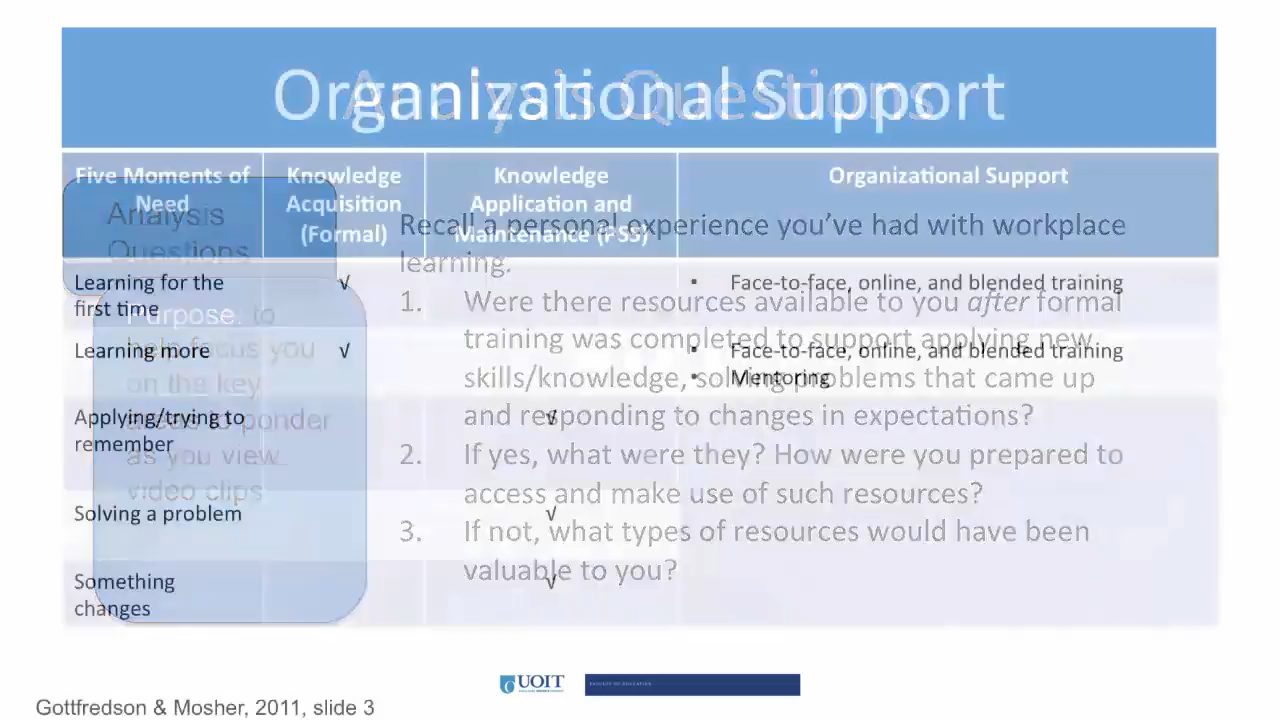 Organizational Support
Analysis Questions
Five Moments of
Need
Knowledge
Acquisition
(Formal)
Knowledge
Application and
Maintenance (PSS)
Organizational Support
Learning for the
first time
√
• Face-to-face, online, and blended training
Learning more
√
• Face-to-face, online, and blended training
• Mentoring
Applying/trying to
remember
√
Solving a problem
√
Something
changes
√
Analysis
Questions
Purpose: to
help focus you
on the key
areas to ponder
as you view
video clips
Recall a personal experience you’ve had with workplace
learning.
1. Were there resources available to you after formal
training was completed to support applying new
skills/knowledge, solving problems that came up
and responding to changes in expectations?
2. If yes, what were they? How were you prepared to
access and make use of such resources?
3. If not, what types of resources would have been
valuable to you?
UOIT
FACULTY OF EDUCATION
Gottfredson & Mosher, 2011, slide 3